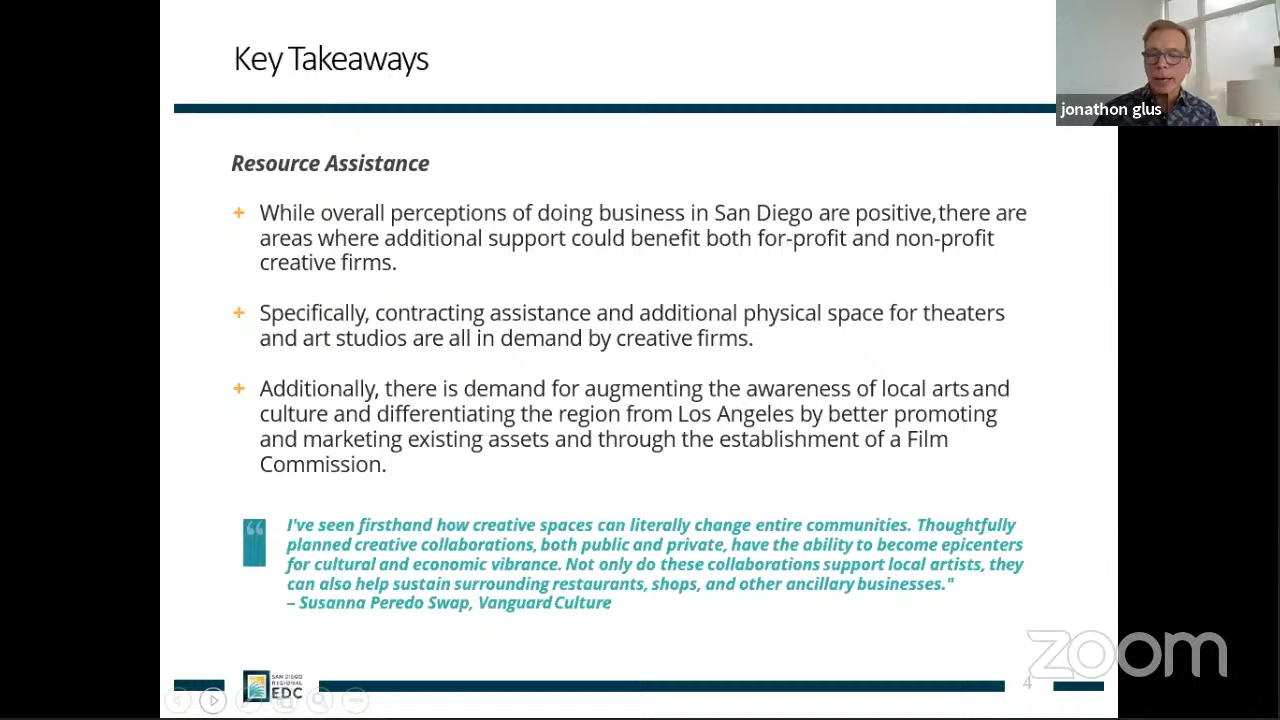 Key Takeaways
jonathon glus
Resource Assistance
+ While overall perceptions of doing business in San Diego are positive, there are
areas where additional support could benefit both for-profit and non-profit
creative firms.
+ Specifically, contracting assistance and additional physical space for theaters
and art studios are all in demand by creative firms.
+ Additionally, there is demand for augmenting the awareness of local arts and
culture and differentiating the region from Los Angeles by better promoting
and marketing existing assets and through the establishment of a Film
Commission.
“
I've seen firsthand how creative spaces can literally change entire communities. Thoughtfully
planned creative collaborations, both public and private, have the ability to become epicenters
for cultural and economic vibrance. Not only do these collaborations support local artists, they
can also help sustain surrounding restaurants, shops, and other ancillary businesses."
– Susanna Peredo Swap, Vanguard Culture
zoom
SAN DIEGO
REGIONAL
EDC
4